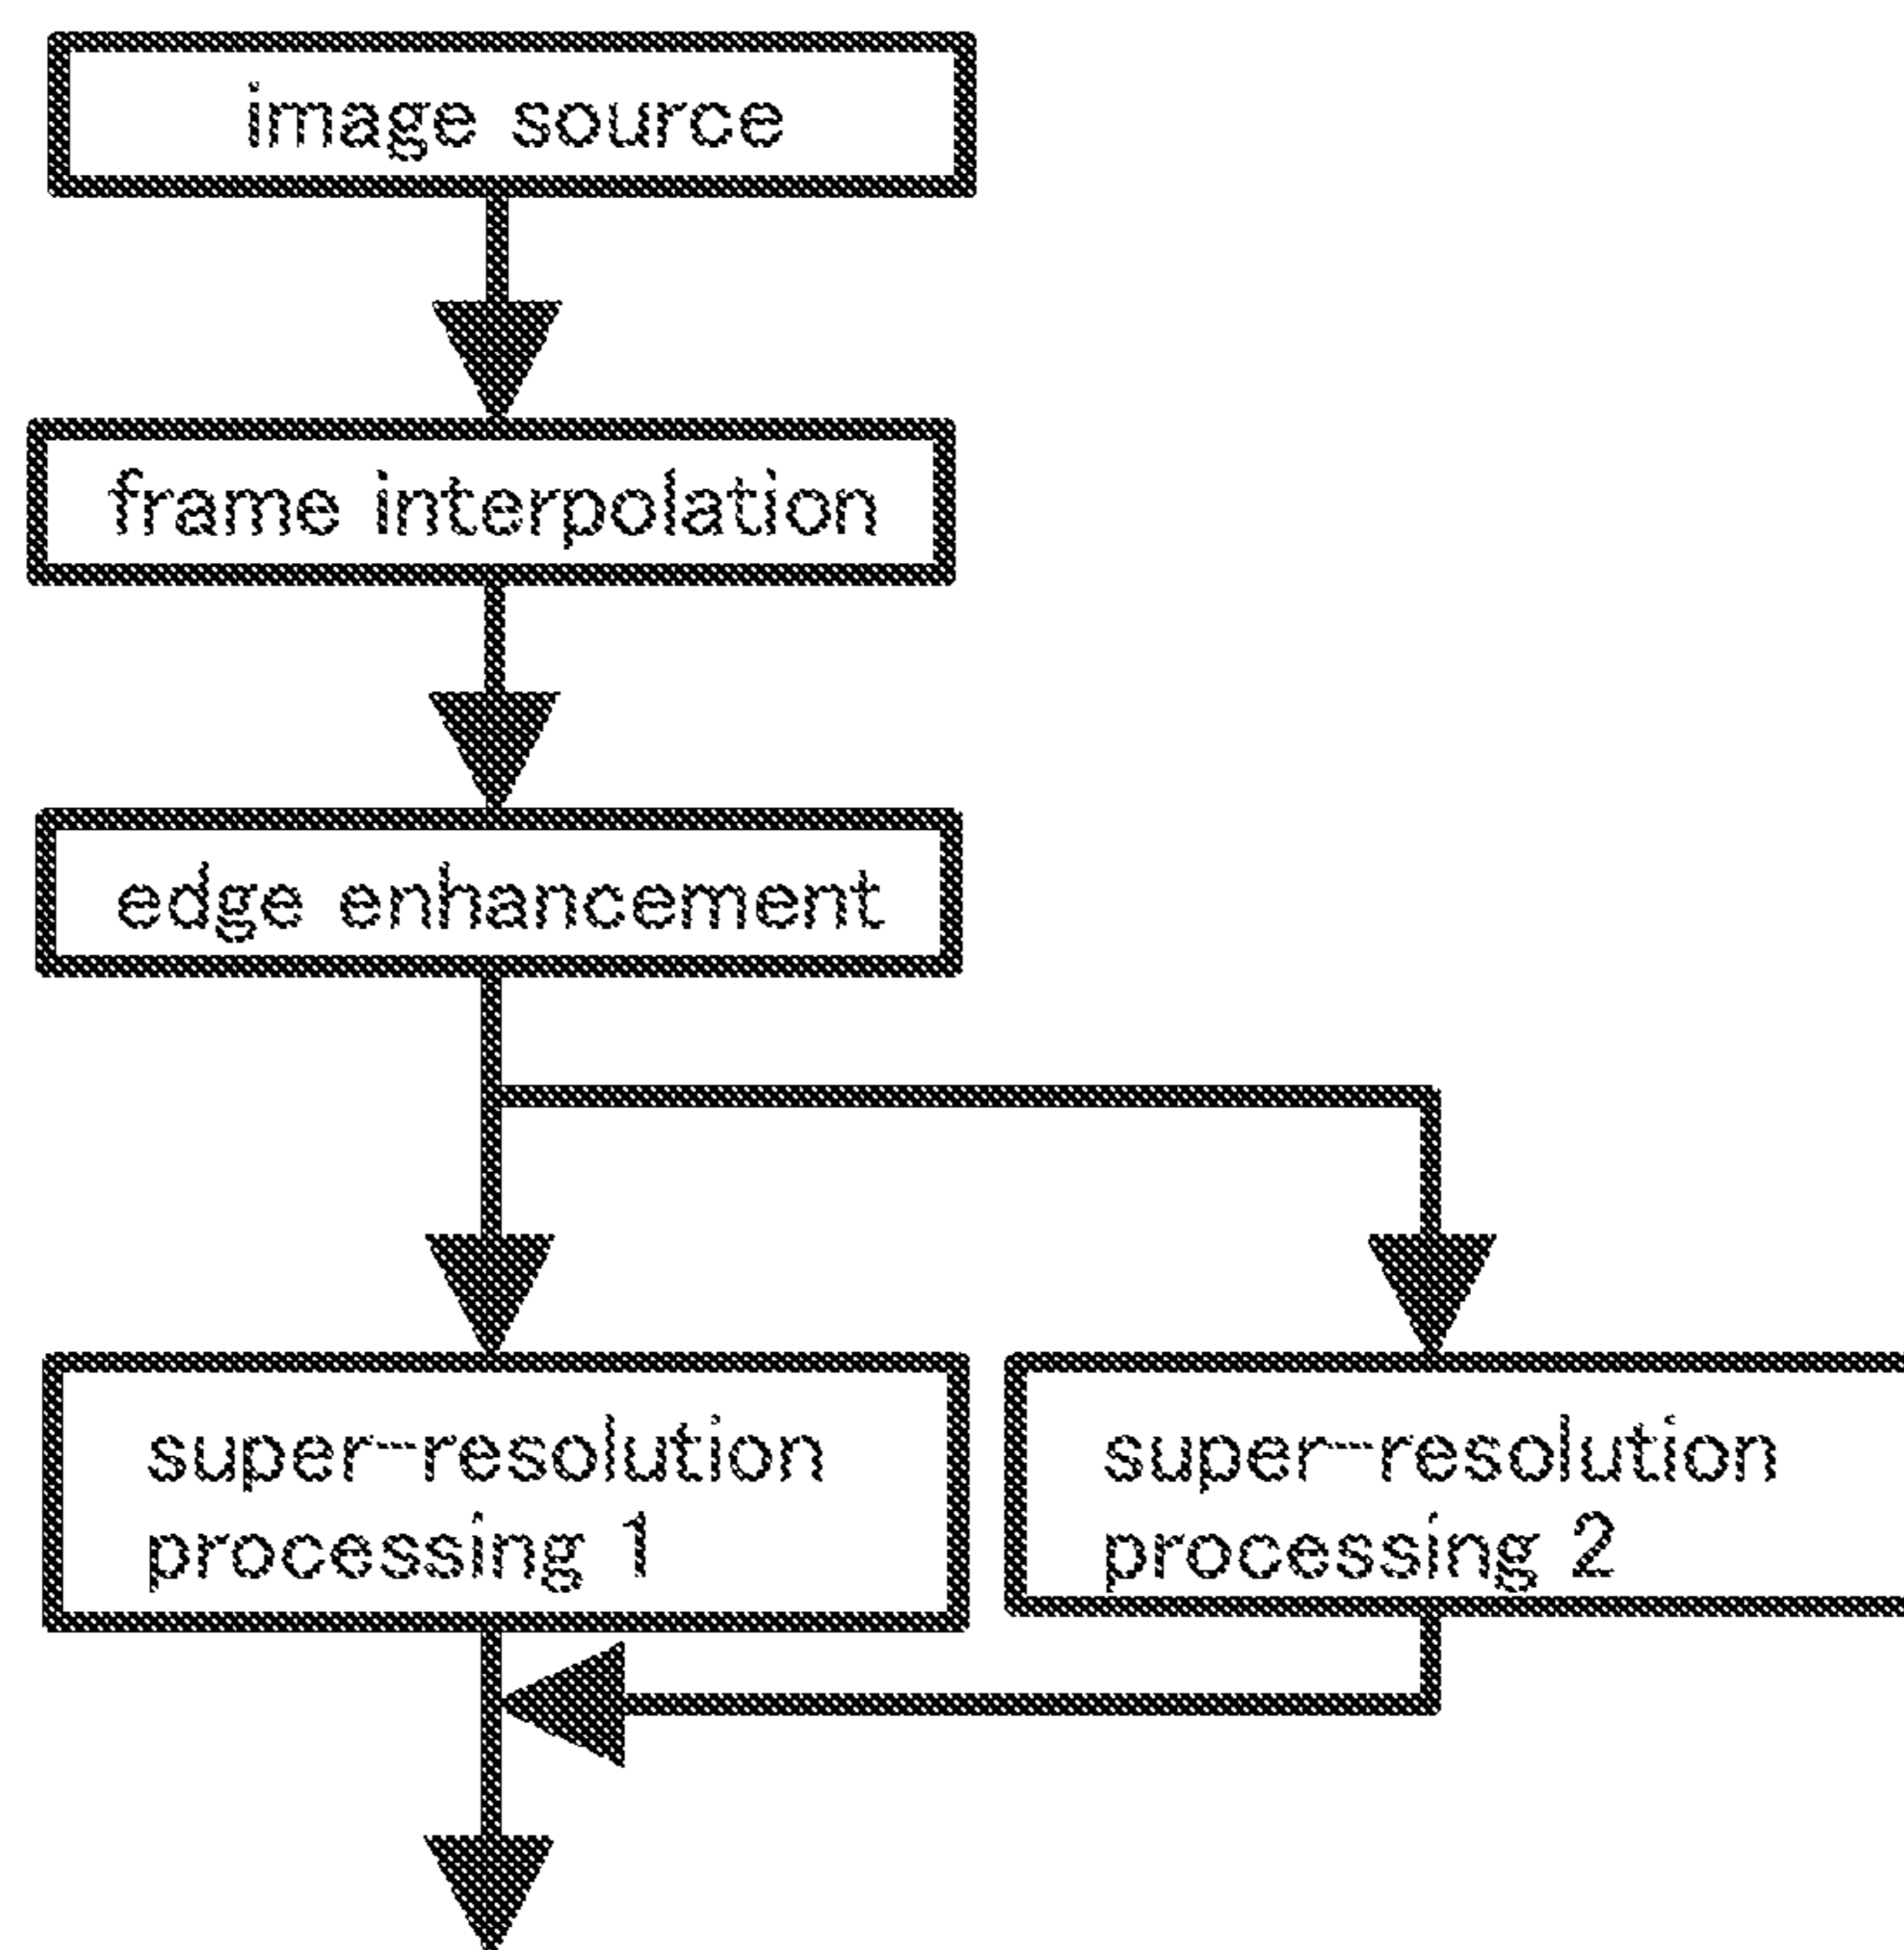 image source
frame interpolation
edge enhancement
super-resolution
processing 1
super-resolution
processing 2